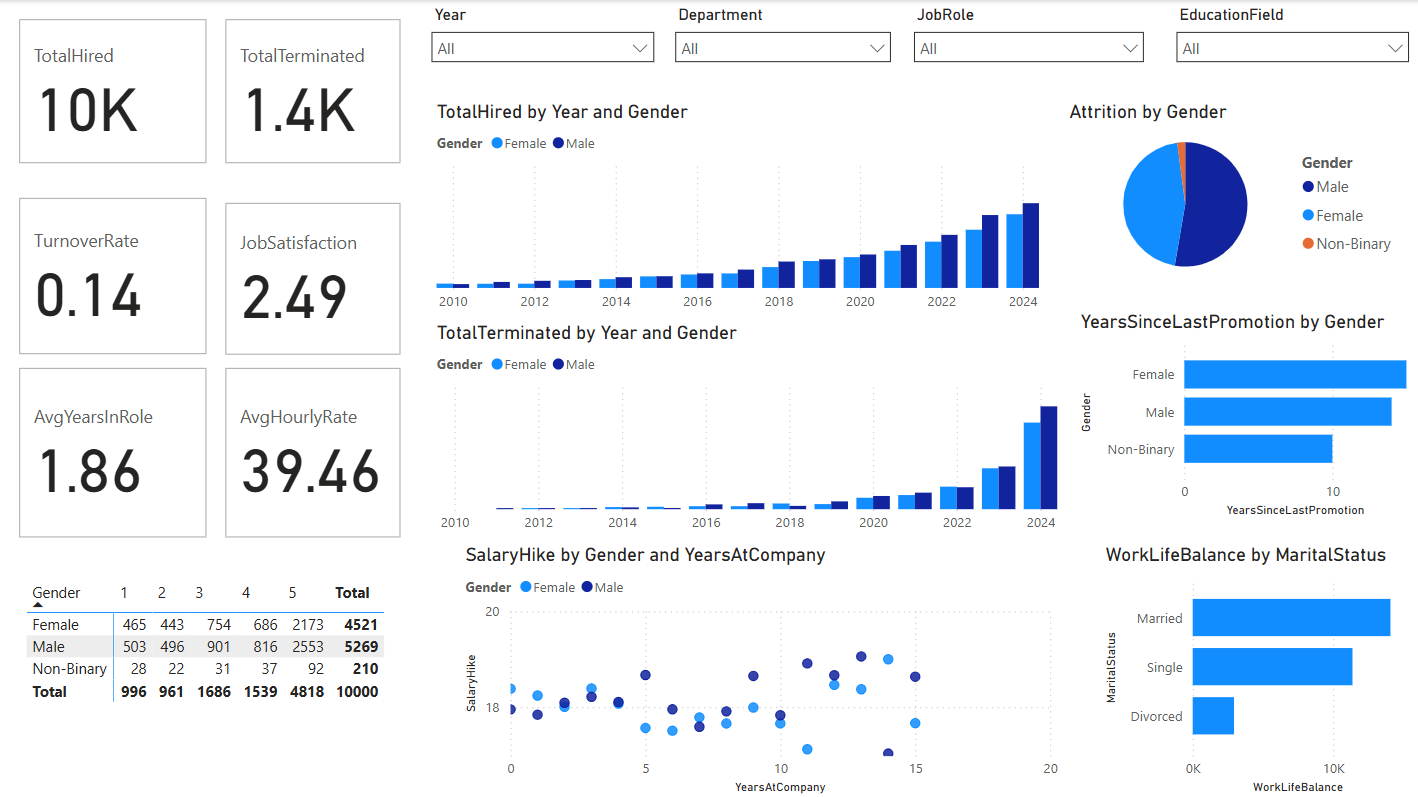 Year
Department
JobRole
EducationField
All
All
All
All
TotalHired
10K
TotalTerminated
1.4K
TurnoverRate
0.14
JobSatisfaction
2.49
AvgYearsInRole
1.86
AvgHourlyRate
39.46
Gender 1 2 3 4 5 Total
Female 465 443 754 686 2173 4521
Male 503 496 901 816 2553 5269
Non-Binary 28 22 31 37 92 210
Total 996 961 1686 1539 4818 10000
TotalHired by Year and Gender
Gender Female Male
2010 2012 2014 2016 2018 2020 2022 2024
TotalTerminated by Year and Gender
Gender Female Male
2010 2012 2014 2016 2018 2020 2022 2024
SalaryHike by Gender and YearsAtCompany
Gender Female Male
SalaryHike
20
18
0 5 10 15 20
YearsAtCompany
Attrition by Gender
Gender
Male
Female
Non-Binary
YearsSinceLastPromotion by Gender
Gender
Female
Male
Non-Binary
0 10
YearsSinceLastPromotion
WorkLifeBalance by MaritalStatus
MaritalStatus
Married
Single
Divorced
0K 10K
WorkLifeBalance